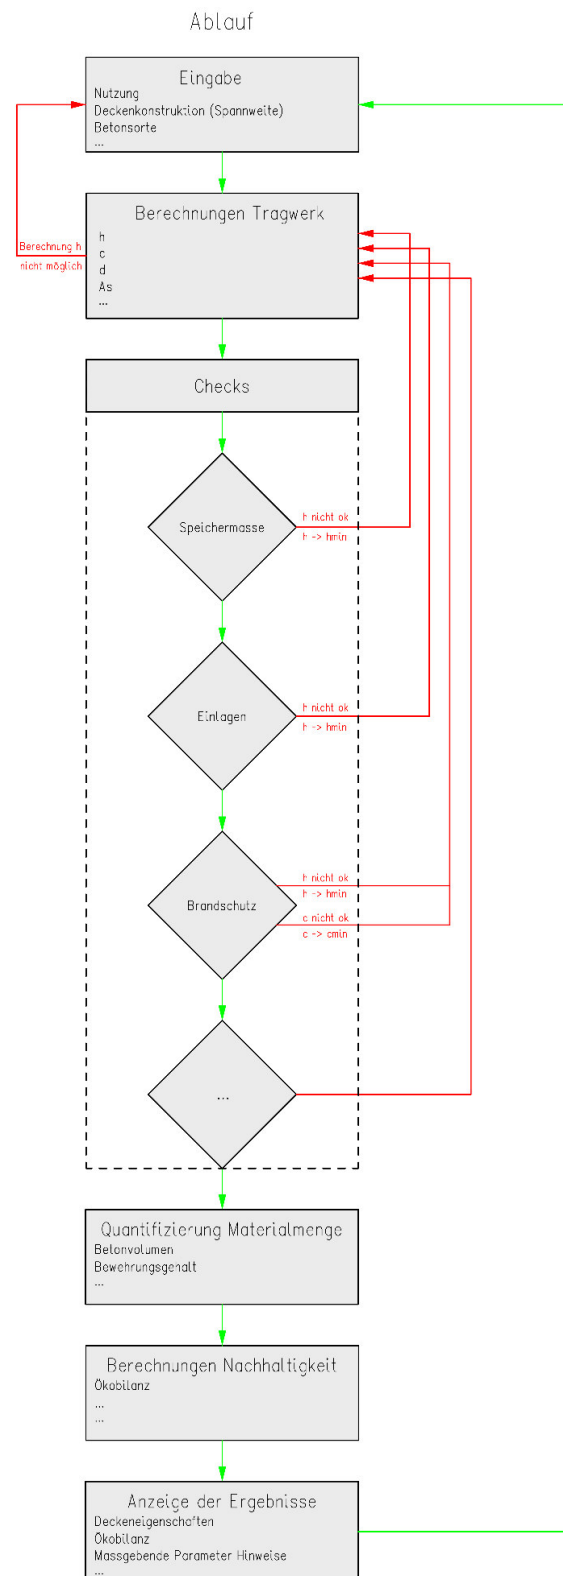 Ablauf
Eingabe
Nutzung
Deckenkonstruktion (Spannweite)
Betonsorte
...
Berechnungen Tragwerk
h
c
d
As
...
Berechnung h
nicht möglich
Checks
Speichermasse
h nicht ok
h -> hmin
Einlagen
h nicht ok
h -> hmin
Brandschutz
h nicht ok
h -> hmin
c nicht ok
c -> cmin
...
Quantifizierung Materialmenge
Betonvolumen
Bewehrungsgehalt
...
Berechnungen Nachhaltigkeit
Ökobilanz
...
...
Anzeige der Ergebnisse
Deckeneigenschaften
Ökobilanz
Massgebende Parameter Hinweise
...